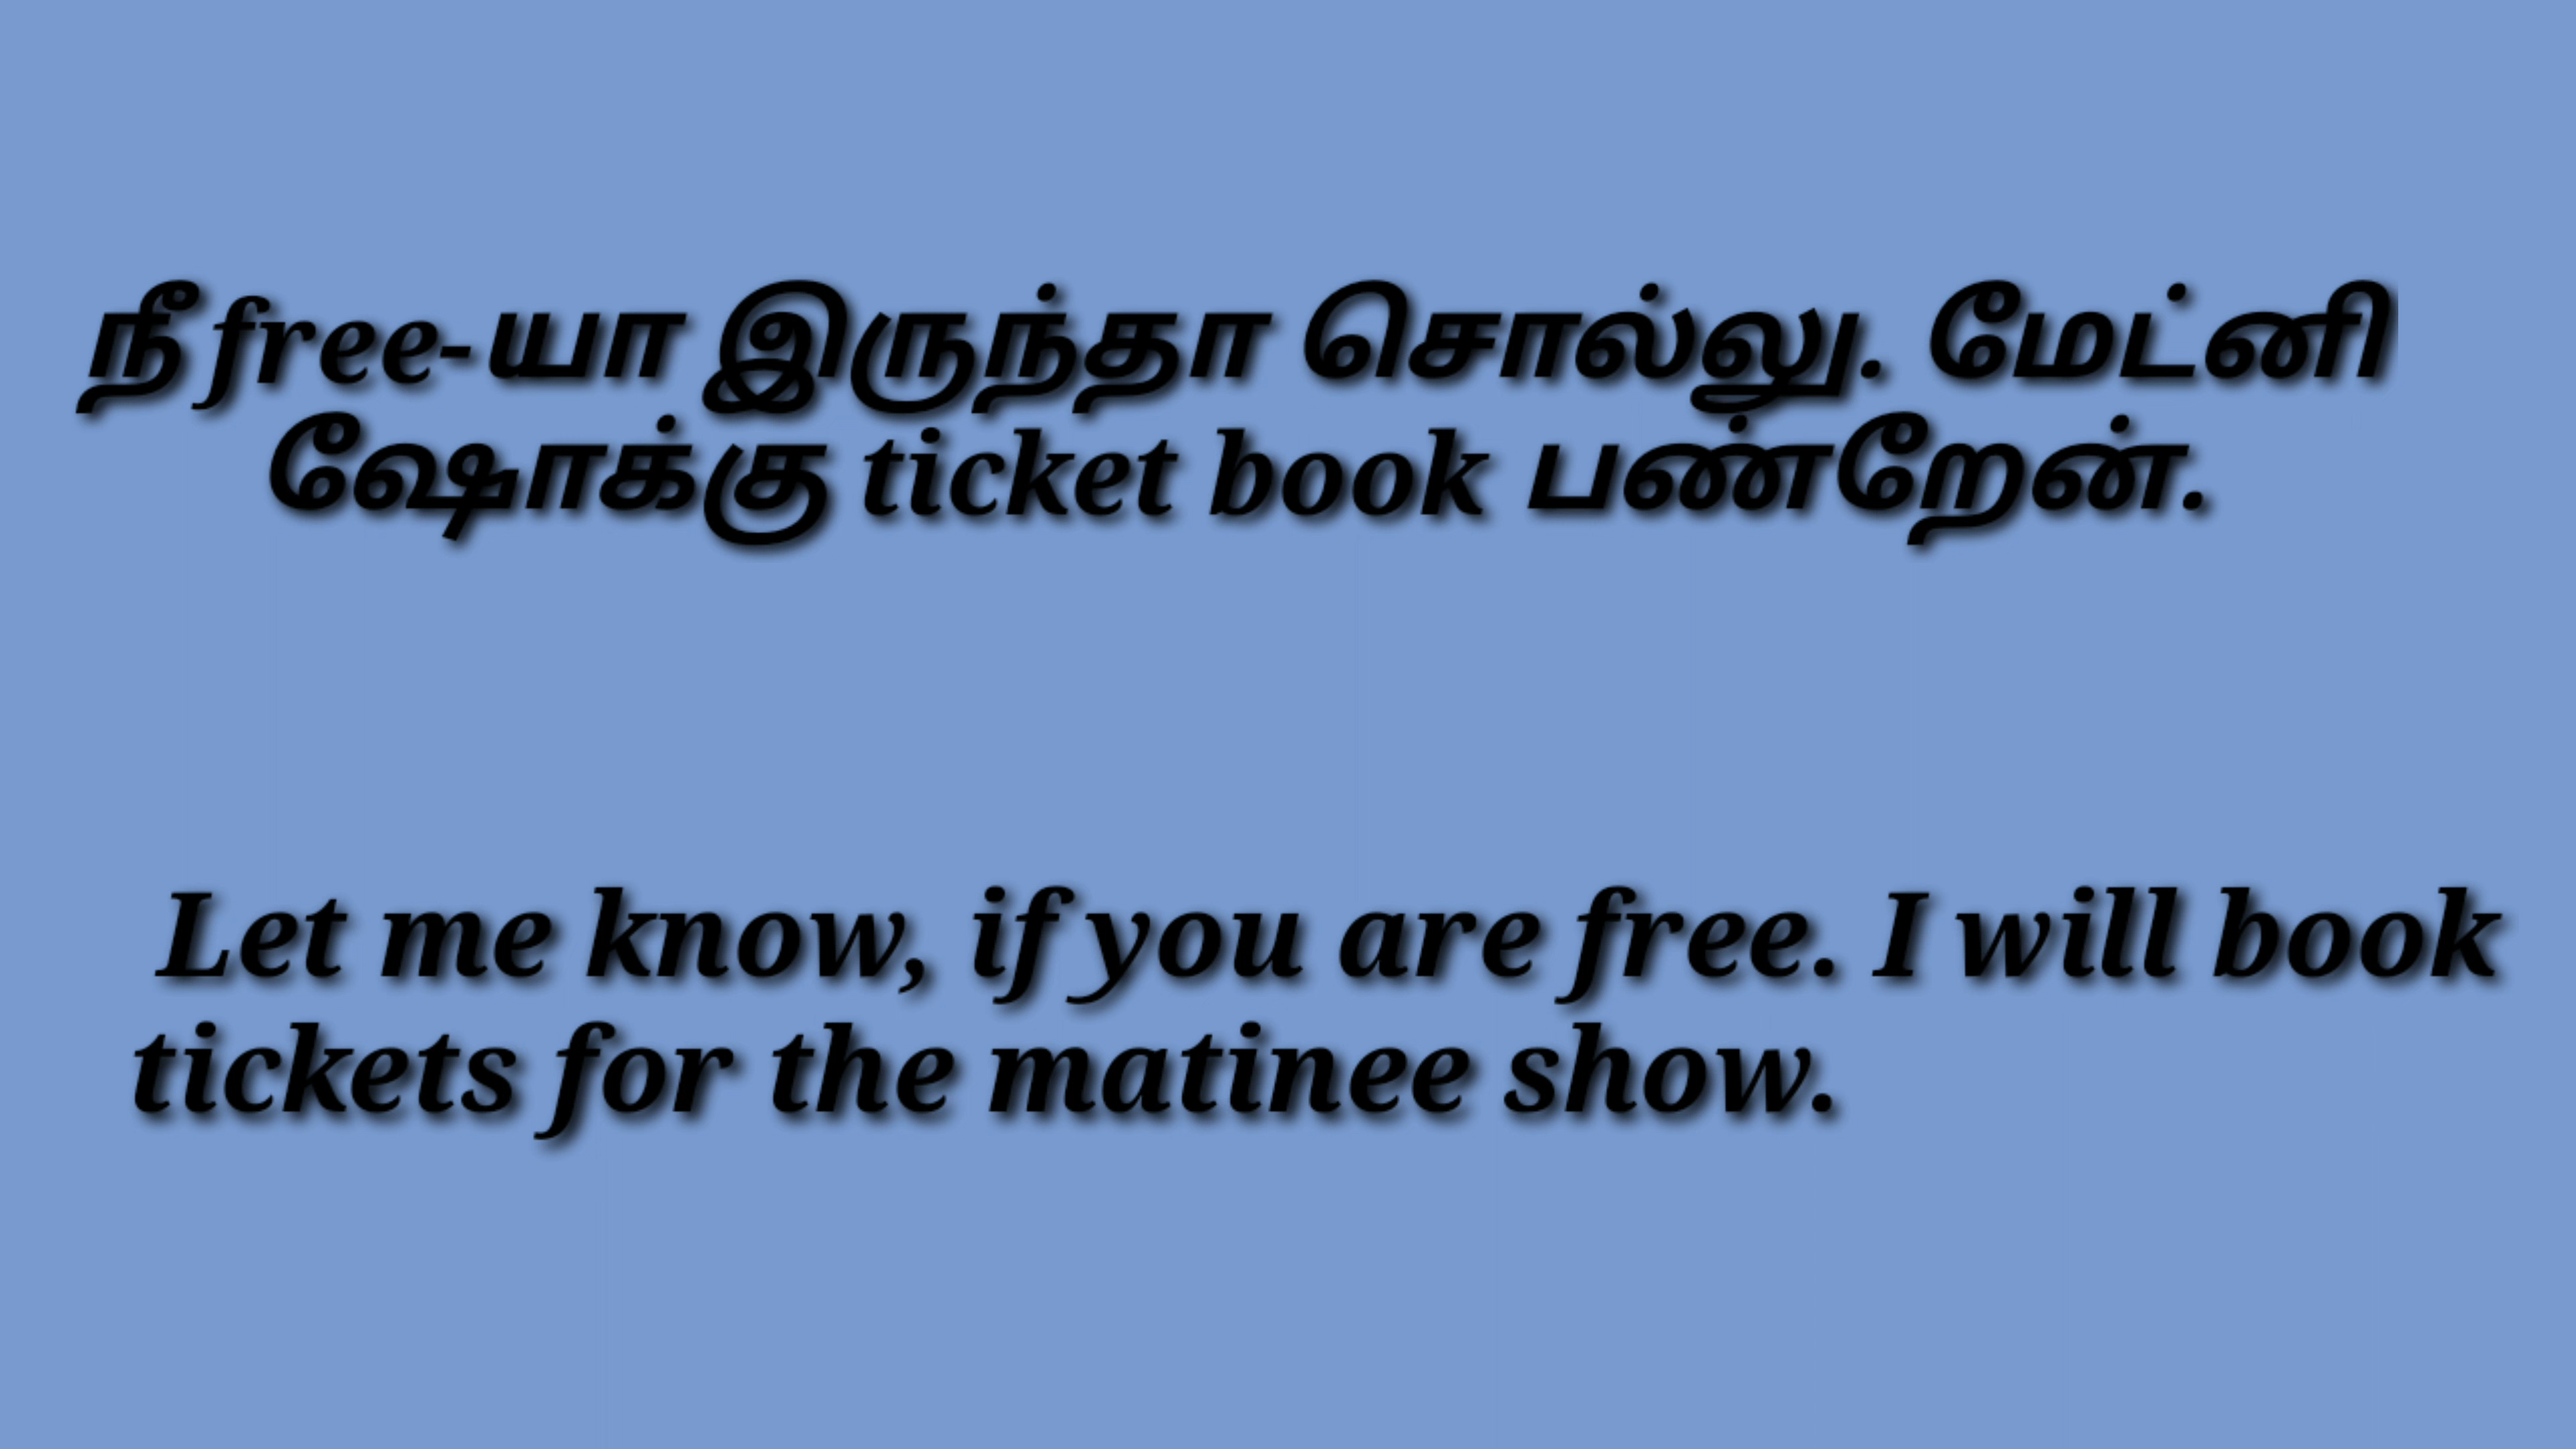 நீ free-யா இருந்தா சொல்லு. மேட்னி
ஷோக்கு ticket book பண்றேன்.
Let me know, if you are free. I will book
tickets for the matinee show.